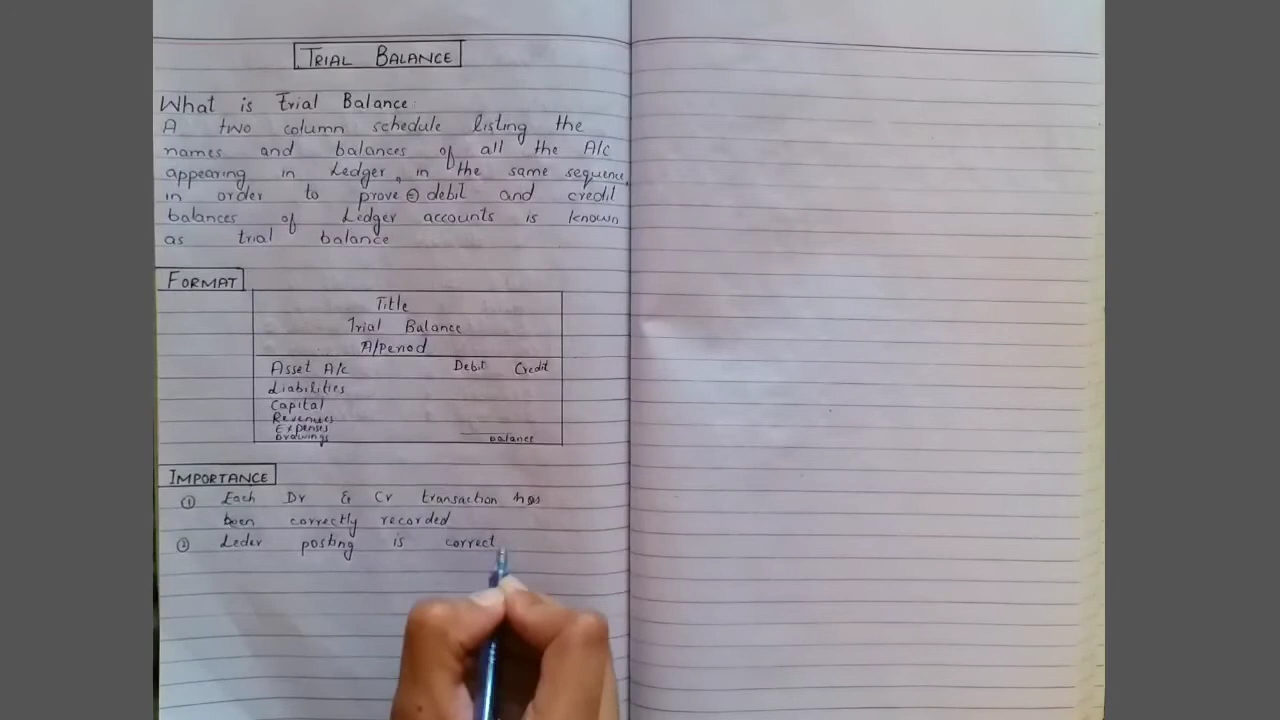 TRIAL BALANCE
What is trial Balance:
A two column schedule listing the
names and balances of all the A/c
appearing in Ledger, in the same sequence,
in order to prove debit and credit
balances of Ledger accounts is known
as trial balance
FORMAT
Title
Trial Balance
A/Period
Asset A/c Debit Credit
Liabilities
Capital
Revenues
Expenses
Drawings balance
IMPORTANCE
① Each Dr & Cr transaction has
been correctly recorded
② Leder posting is correct